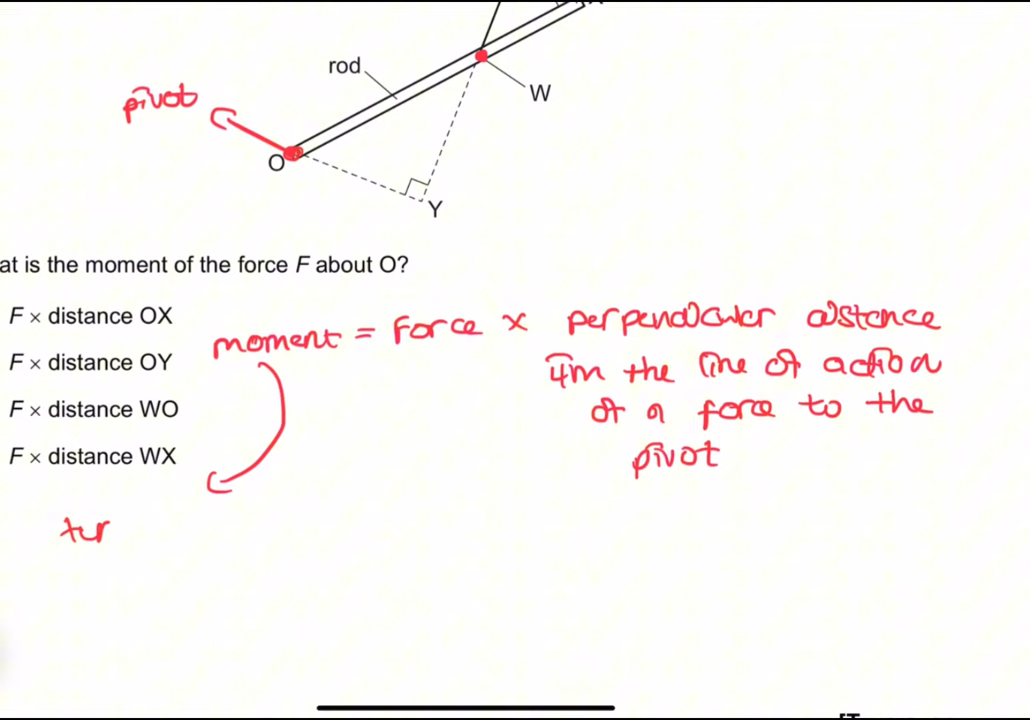 rod
pivot
W
O
Y
at is the moment of the force F about O?
F × distance OX
F × distance OY
F × distance WO
F × distance WX
moment = Force × perpendicular distance
the line of action
of a force to the
pivot
tur